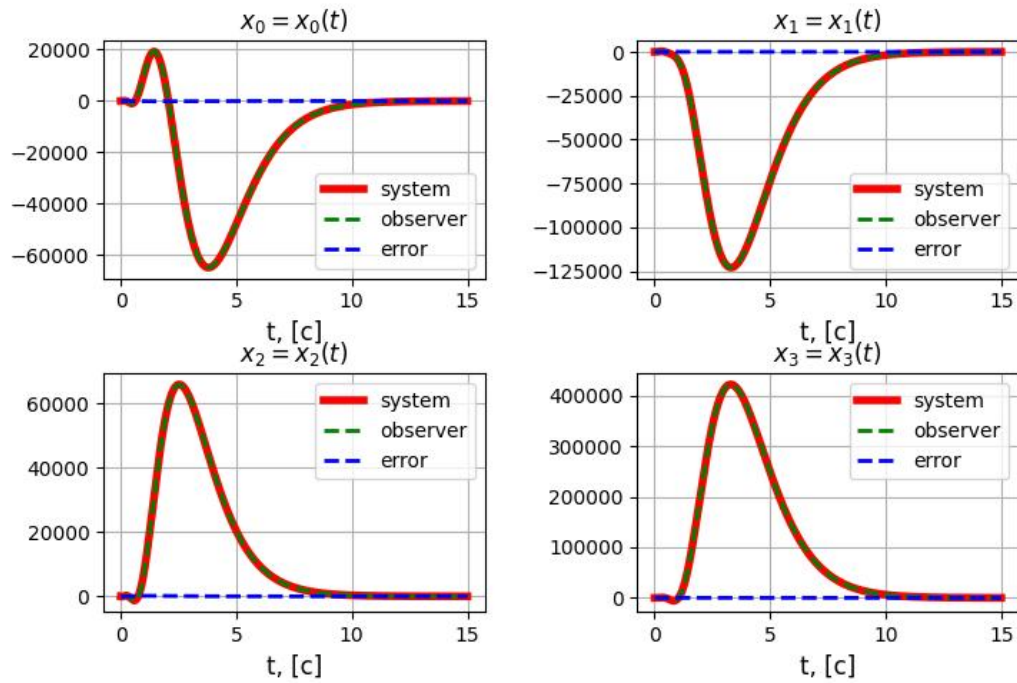 x₀ = x₀(t)
20000
0
−20000
−40000
−60000
system
observer
error
0 5 10 15
t, [c]
x₁ = x₁(t)
0
−25000
−50000
−75000
−100000
−125000
system
observer
error
0 5 10 15
t, [c]
x₂ = x₂(t)
60000
40000
20000
0
system
observer
error
0 5 10 15
t, [c]
x₃ = x₃(t)
400000
300000
200000
100000
0
system
observer
error
0 5 10 15
t, [c]